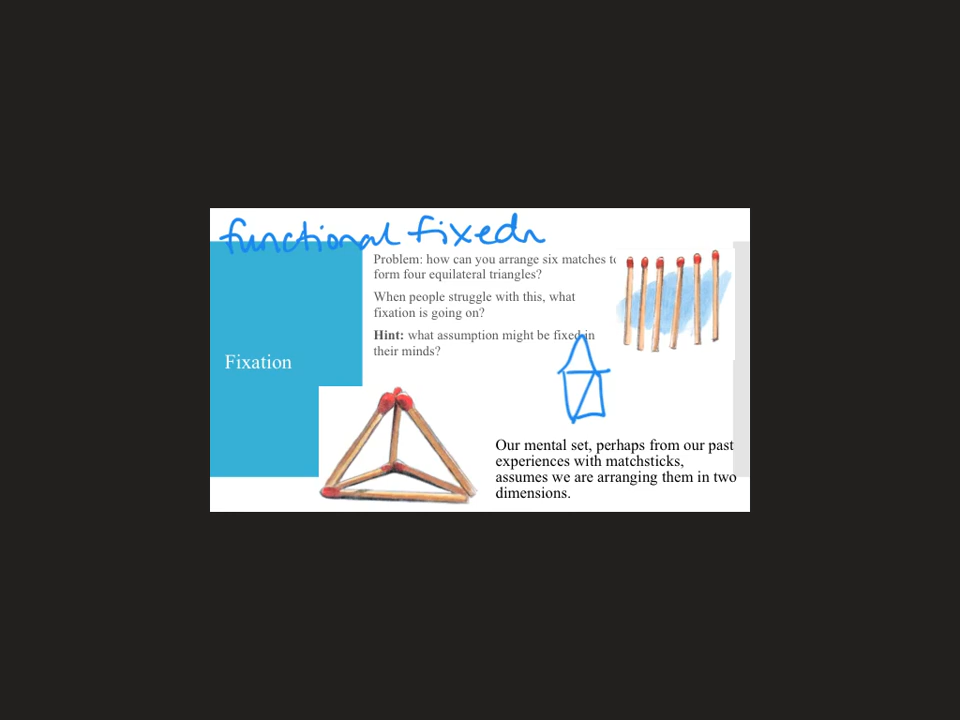 functional fixedn
Problem: how can you arrange six matches to
form four equilateral triangles?
When people struggle with this, what
fixation is going on?
Hint: what assumption might be fixed in
their minds?
Fixation
Our mental set, perhaps from our past
experiences with matchsticks,
assumes we are arranging them in two
dimensions.